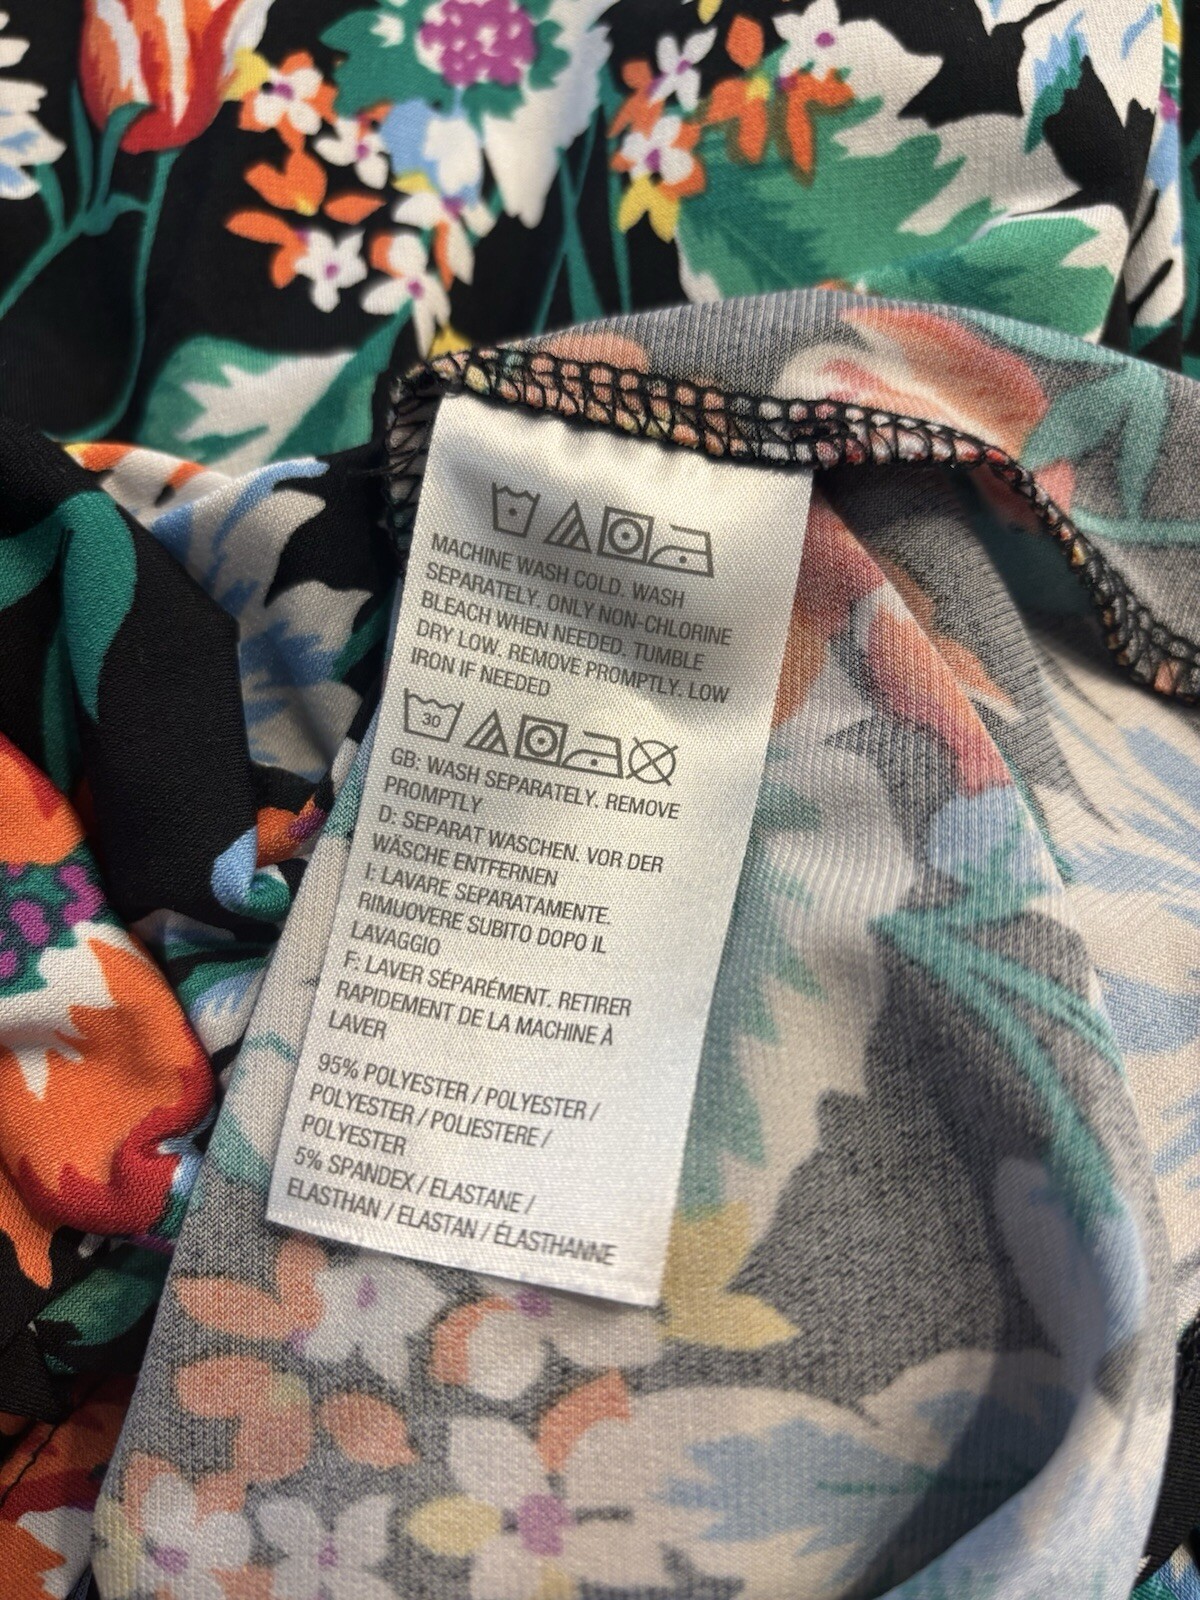 MACHINE WASH COLD. WASH
SEPARATELY. ONLY NON-CHLORINE
BLEACH WHEN NEEDED. TUMBLE
DRY LOW. REMOVE PROMPTLY. LOW
IRON IF NEEDED
30
GB: WASH SEPARATELY. REMOVE
PROMPTLY
D: SEPARAT WASCHEN. VOR DER
WÄSCHE ENTFERNEN
I: LAVARE SEPARATAMENTE.
RIMUOVERE SUBITO DOPO IL
LAVAGGIO
F: LAVER SÉPARÉMENT. RETIRER
RAPIDEMENT DE LA MACHINE À
LAVER
95% POLYESTER / POLYESTER /
POLYESTER / POLIESTERE /
POLYESTER
5% SPANDEX / ELASTANE /
ELASTHAN / ELASTAN / ÉLASTHANNE